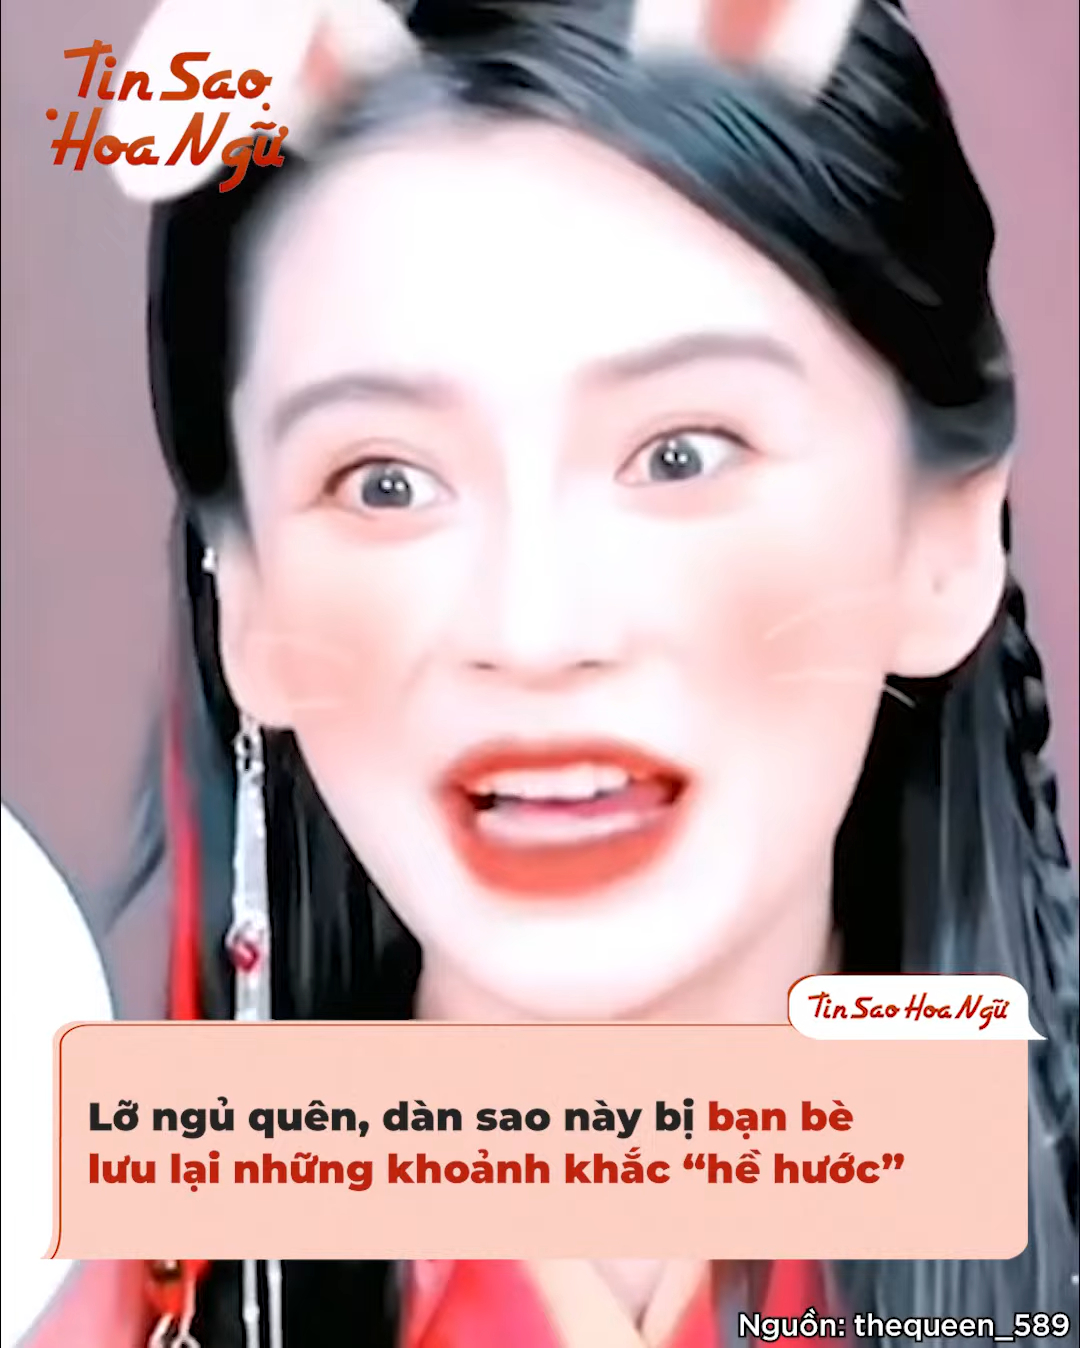 Tin Sao
Hoa Ngữ
Tin Sao Hoa Ngữ
Lỡ ngủ quên, dàn sao này bị bạn bè
lưu lại những khoảnh khắc “hề hước”
Nguồn: thequeen_589